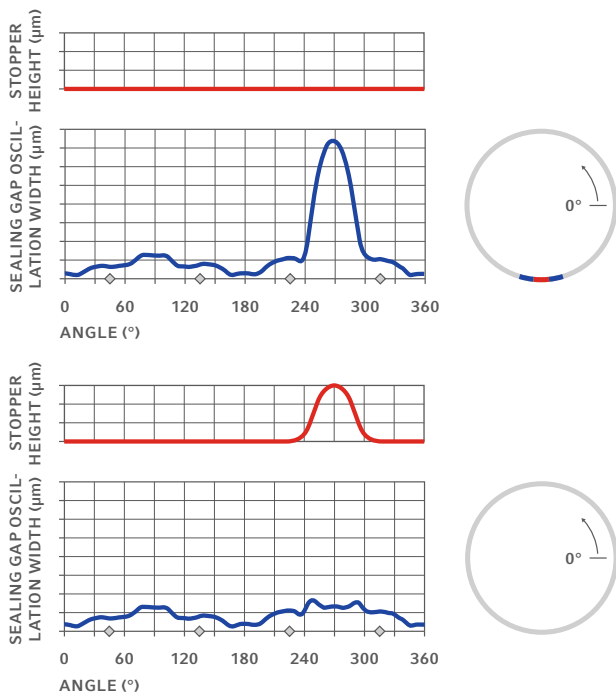 STOPPER
HEIGHT (µm)
SEALING GAP OSCIL-
LATION WIDTH (µm)
0 60 120 180 240 300 360
ANGLE (°)
0°
STOPPER
HEIGHT (µm)
SEALING GAP OSCIL-
LATION WIDTH (µm)
0 60 120 180 240 300 360
ANGLE (°)
0°